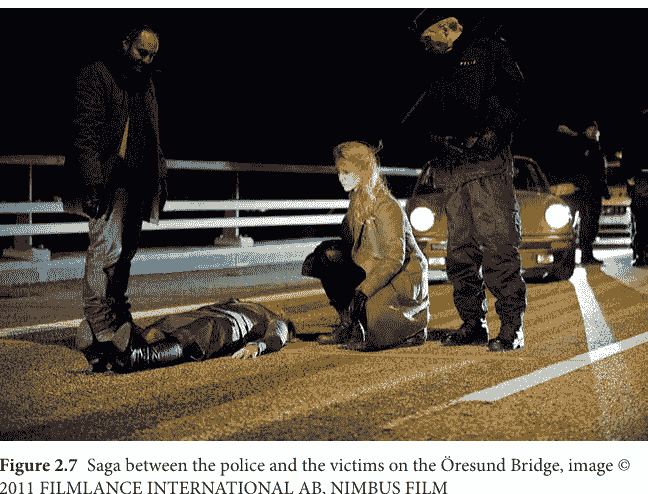 POLIS
Figure 2.7 Saga between the police and the victims on the Öresund Bridge, image ©
2011 FILMLANCE INTERNATIONAL AB, NIMBUS FILM